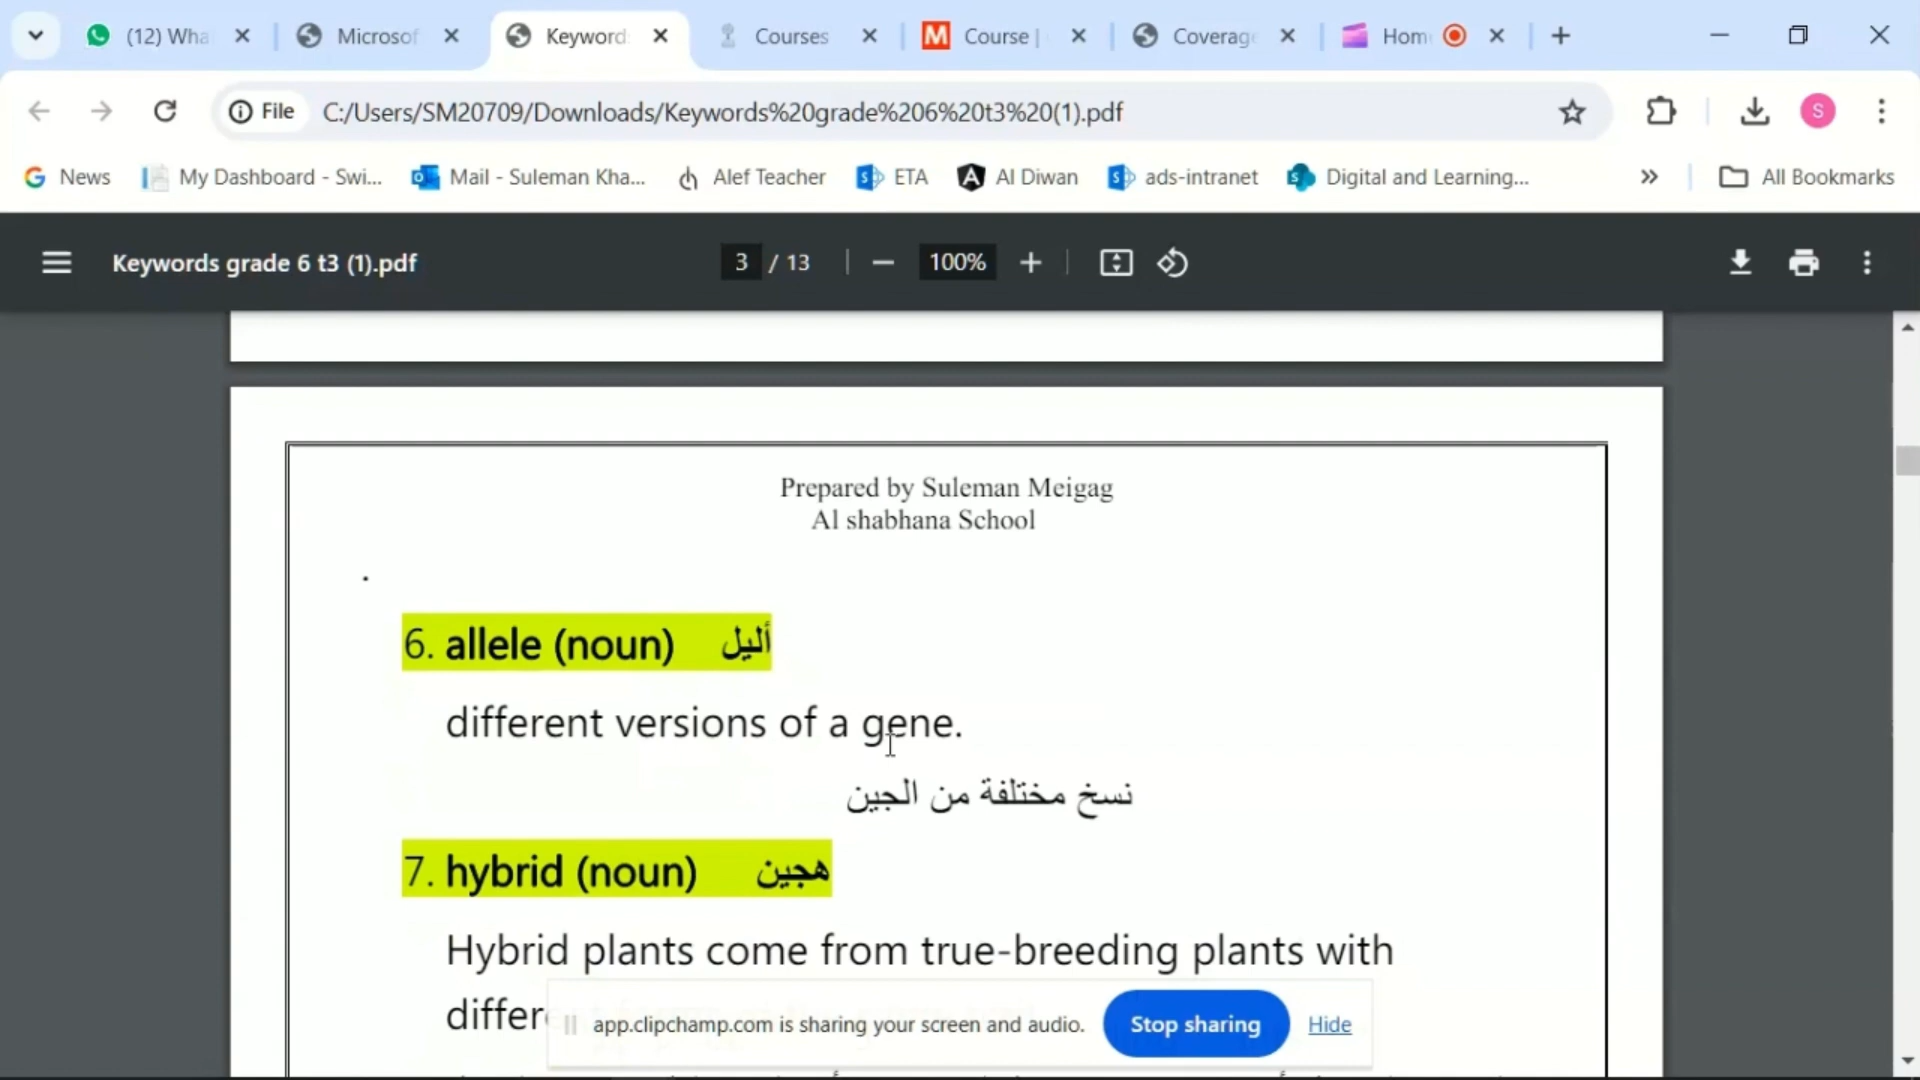 (12) Wha
Microsof
Keyword
Courses
M Course |
Coverag
Hom
File C:/Users/SM20709/Downloads/Keywords%20grade%206%20t3%20(1).pdf
S
News
My Dashboard - Swi...
Mail - Suleman Kha...
Alef Teacher
ETA
Al Diwan
ads-intranet
Digital and Learning...
All Bookmarks
Keywords grade 6 t3 (1).pdf
3 / 13
100%
Prepared by Suleman Meigag
Al shabhana School
.
6. allele (noun) أليل
different versions of a gene.
نسخ مختلفة من الجين
7. hybrid (noun) هجين
Hybrid plants come from true-breeding plants with
differ
app.clipchamp.com is sharing your screen and audio.
Stop sharing
Hide